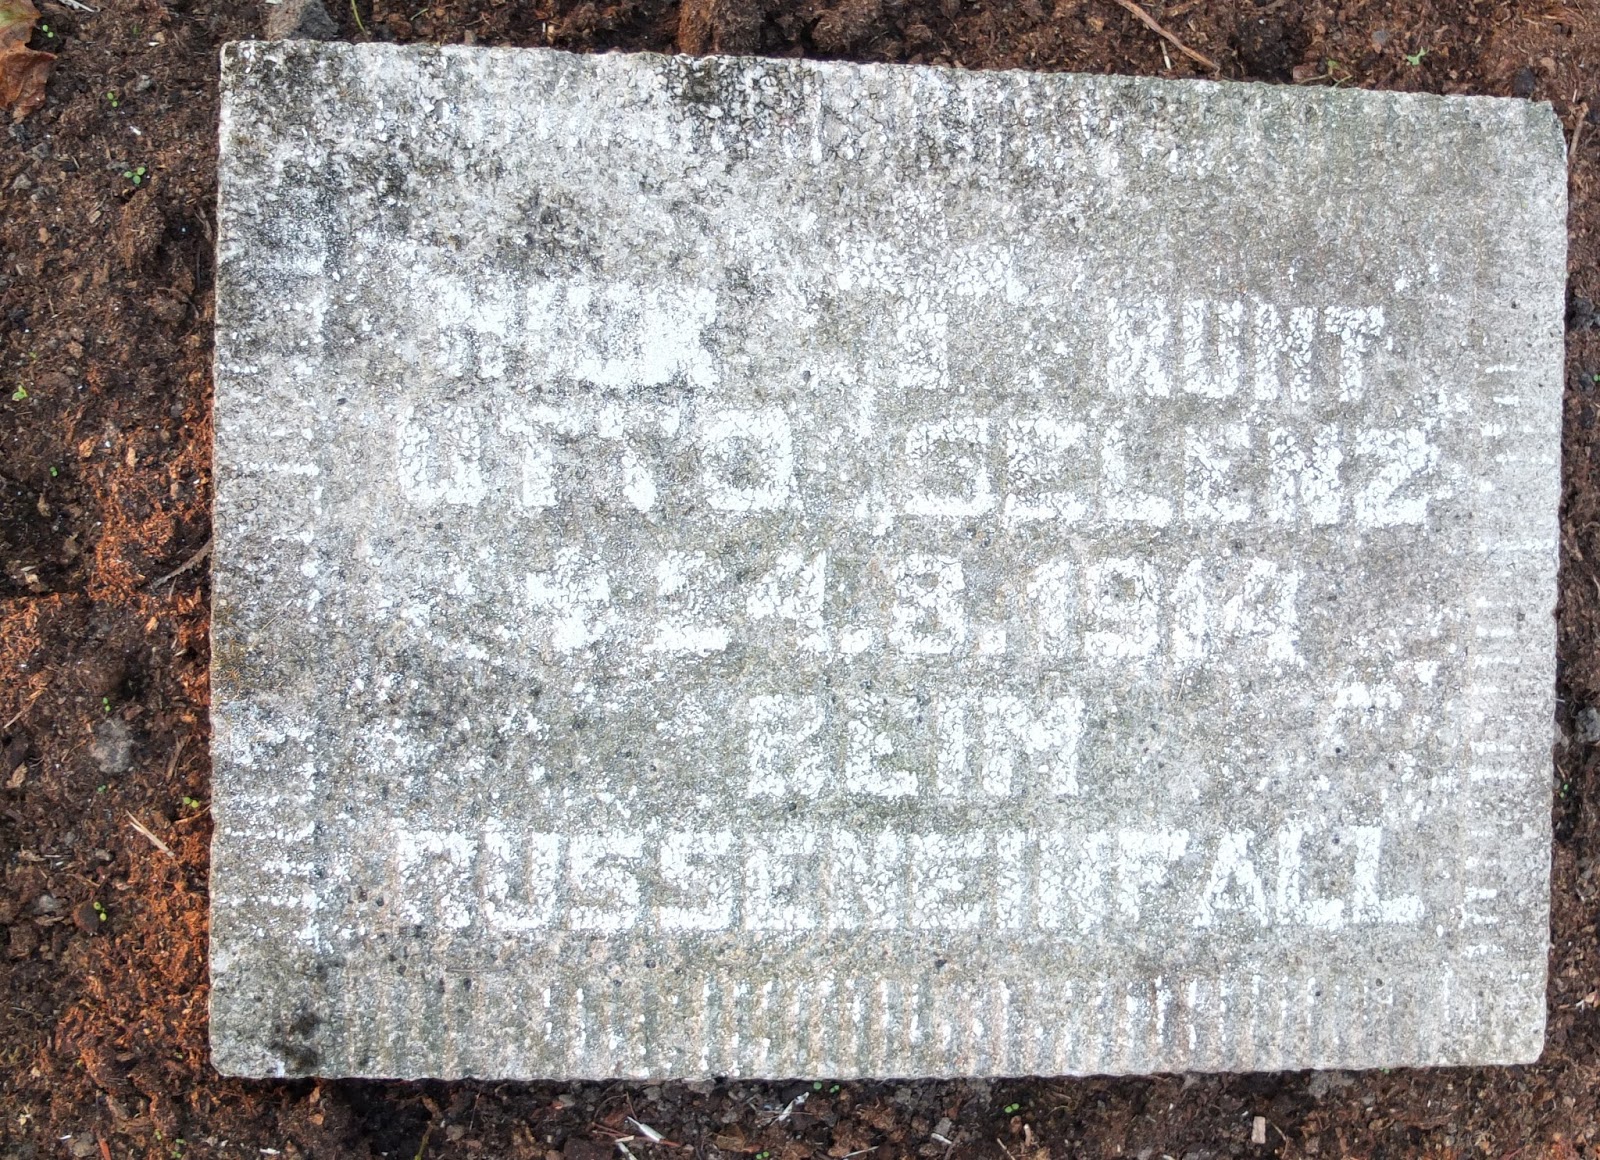 OTTO SELENZ
✝ 24.8.1914
BEIM
RUSSENEINFALL